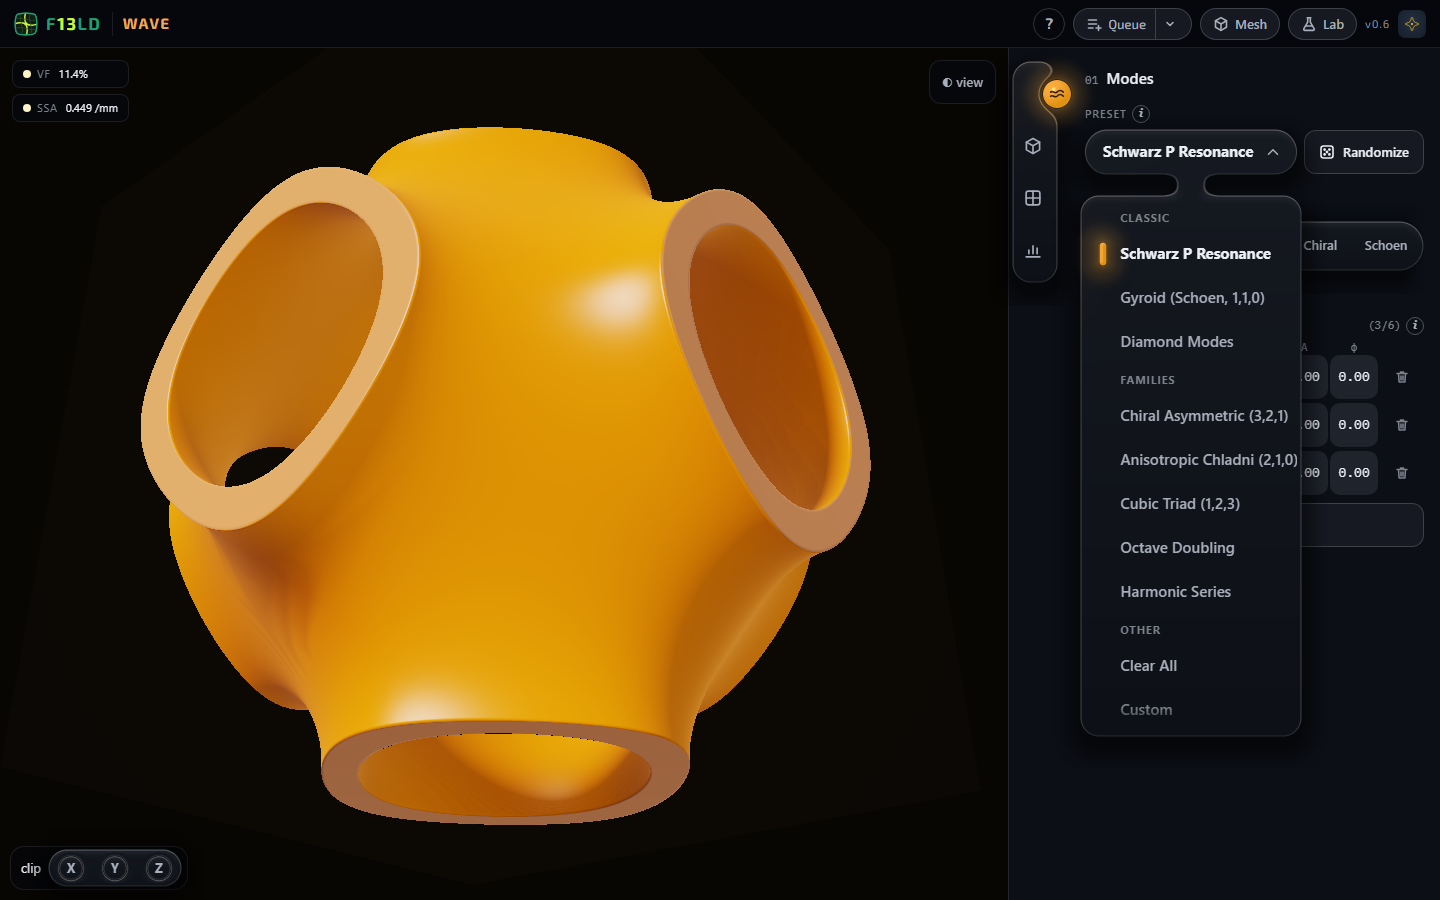 F13LD WAVE
? Queue Mesh Lab v0.6
VF 11.4%
SSA 0.449 /mm
view
01 Modes
PRESET i
Schwarz P Resonance
Randomize
CLASSIC
Schwarz P Resonance
Gyroid (Schoen, 1,1,0)
Diamond Modes
FAMILIES
Chiral Asymmetric (3,2,1)
Anisotropic Chladni (2,1,0)
Cubic Triad (1,2,3)
Octave Doubling
Harmonic Series
OTHER
Clear All
Custom
Chiral Schoen
(3/6) i
A ϕ
.00 0.00
.00 0.00
.00 0.00
clip X Y Z